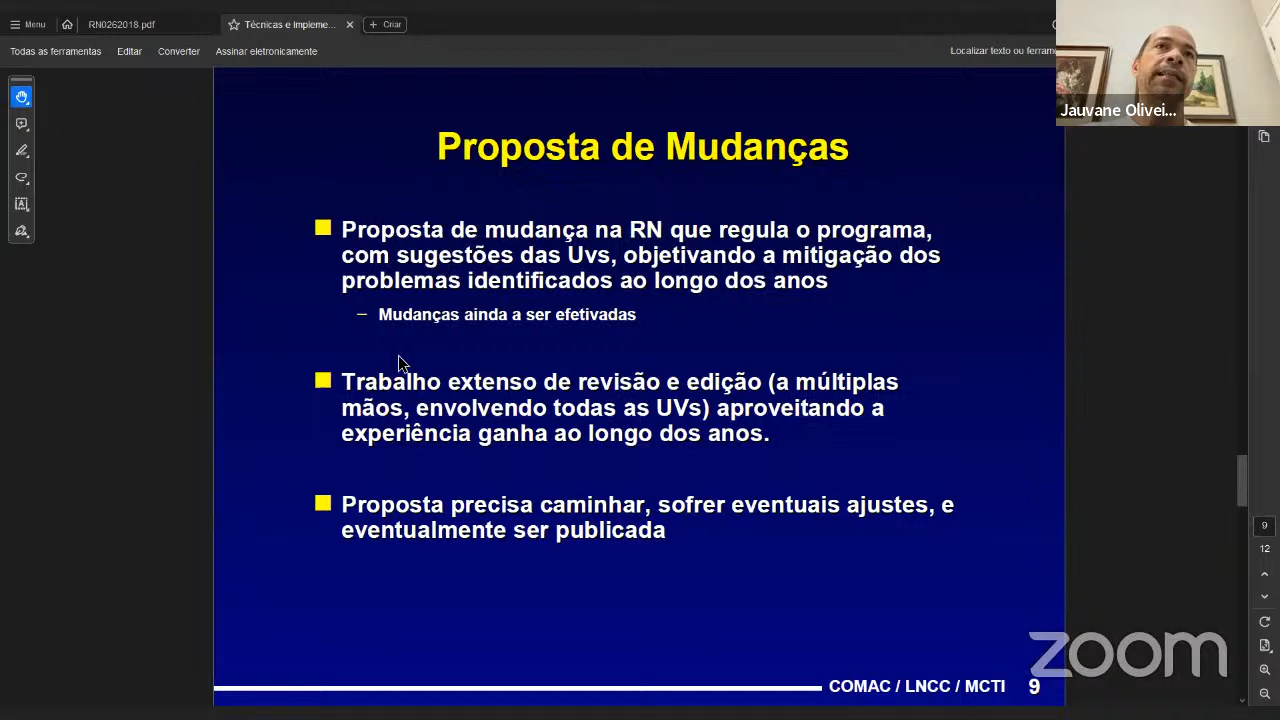 Menu
RN0262018.pdf
Técnicas e Impleme...
Criar
Todas as ferramentas
Editar
Converter
Assinar eletronicamente
Localizar texto ou ferram
Jauvane Olivei...
Proposta de Mudanças
Proposta de mudança na RN que regula o programa,
com sugestões das Uvs, objetivando a mitigação dos
problemas identificados ao longo dos anos
– Mudanças ainda a ser efetivadas
Trabalho extenso de revisão e edição (a múltiplas
mãos, envolvendo todas as UVs) aproveitando a
experiência ganha ao longo dos anos.
Proposta precisa caminhar, sofrer eventuais ajustes, e
eventualmente ser publicada
9
12
zoom
COMAC / LNCC / MCTI 9